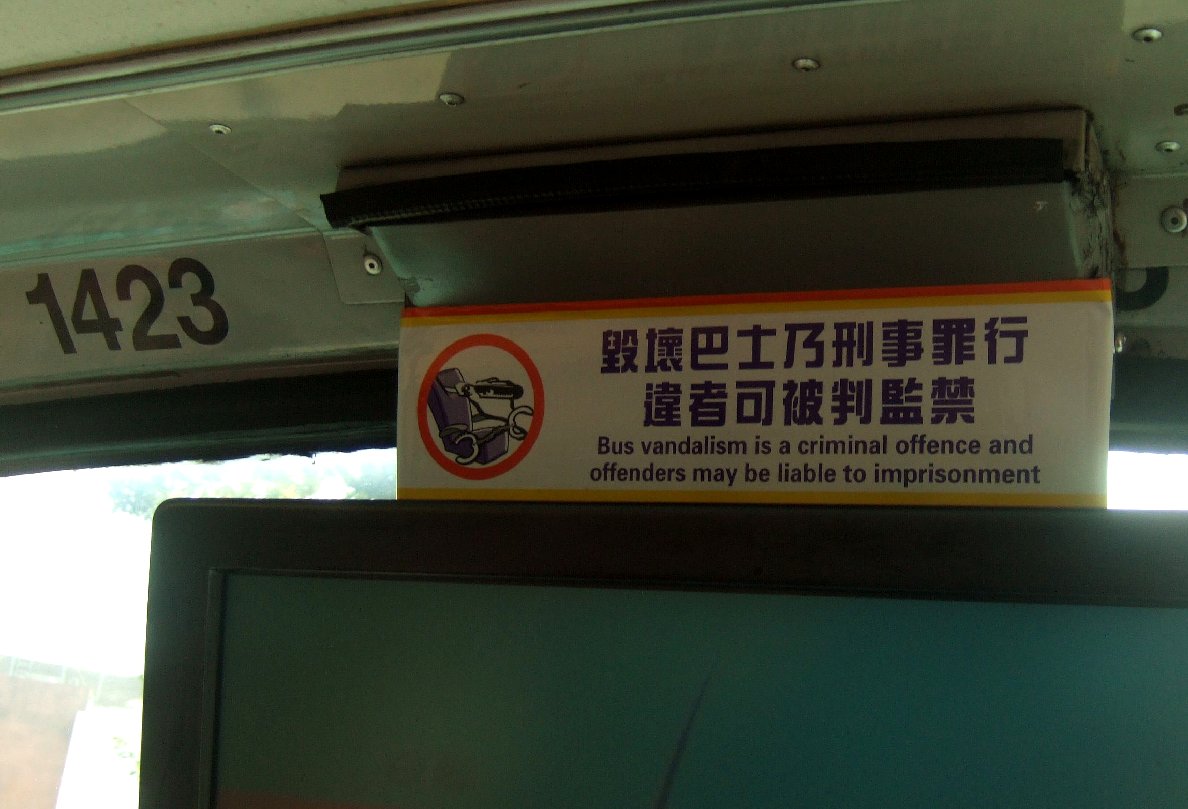 1423
毀壞巴士乃刑事罪行
違者可被判監禁
Bus vandalism is a criminal offence and
offenders may be liable to imprisonment